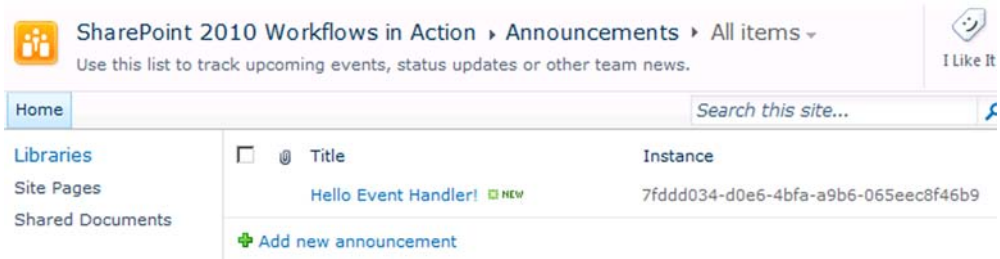 SharePoint 2010 Workflows in Action ▸ Announcements ▸ All items
Use this list to track upcoming events, status updates or other team news.
I Like It
Home
Search this site...
Libraries
Site Pages
Shared Documents
Title Instance
Hello Event Handler! NEW 7fddd034-d0e6-4bfa-a9b6-065eec8f46b9
Add new announcement